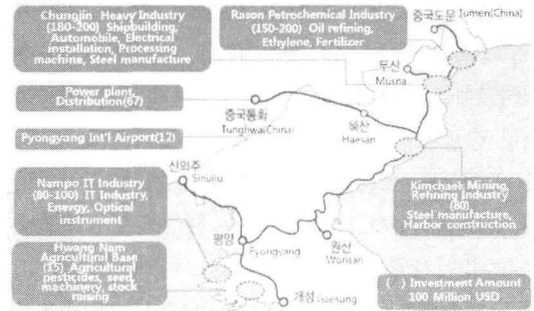 Chungjin Heavy Industry
(180-200) Shipbuilding,
Automobile, Electrical
installation, Processing
machine, Steel manufacture
Rason Petrochemical Industry
(150-200) Oil refining,
Ethylene, Fertilizer
중국도문 Tumen(China)
무산
Musna
Power plant,
Distribution(67)
중국통화
Tunghwa(China)
혜산
Haesan
Pyongyang Int'l Airport(12)
신의주
Sinuiju
Nampo IT Industry
(80-100) IT Industry,
Energy, Optical
instrument
Kimchaek Mining,
Refining Industry
(80)
Steel manufacture,
Harbor construction
평양
Pyongyang
원산
Wonsan
Hwang Nam
Agricultural Base
(15) Agricultural
pesticides, seed,
machinery, stock
raising
개성 Gaesung
( ) Investment Amount
100 Million USD